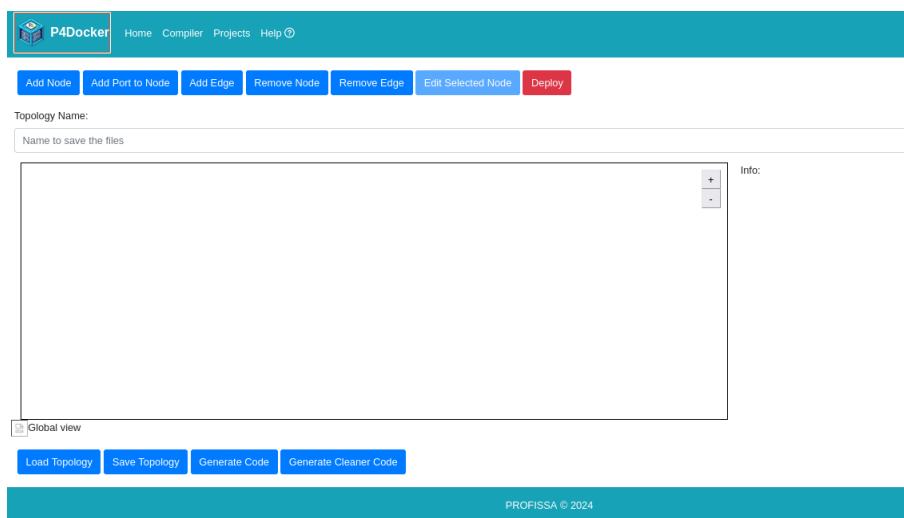 P4Docker Home Compiler Projects Help
Add Node Add Port to Node Add Edge Remove Node Remove Edge Edit Selected Node Deploy
Topology Name:
Name to save the files
Info:
+
-
Global view
Load Topology Save Topology Generate Code Generate Cleaner Code
PROFISSA © 2024